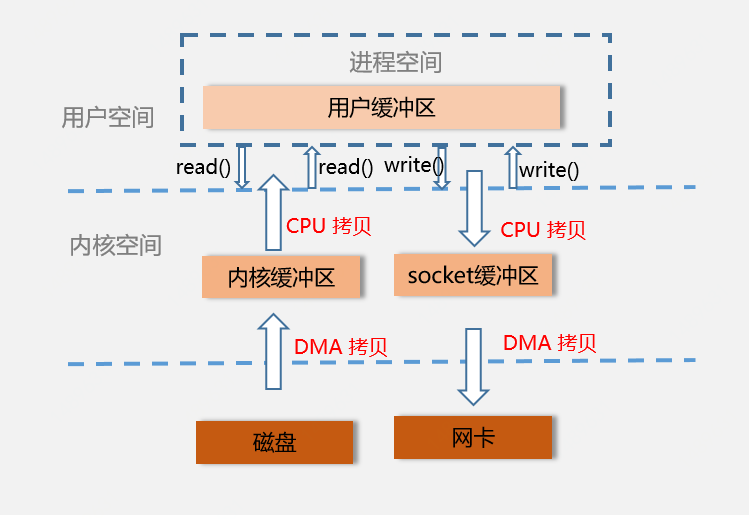 进程空间
用户缓冲区
用户空间
read()
read()
write()
write()
CPU 拷贝
CPU 拷贝
内核空间
内核缓冲区
socket缓冲区
DMA 拷贝
DMA 拷贝
磁盘
网卡